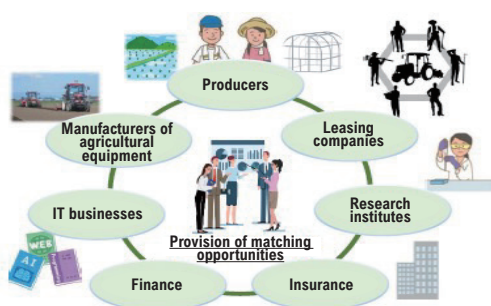 Producers
Manufacturers of
agricultural
equipment
Leasing
companies
IT businesses
Research
institutes
Provision of matching
opportunities
Finance
Insurance
WEB
AI